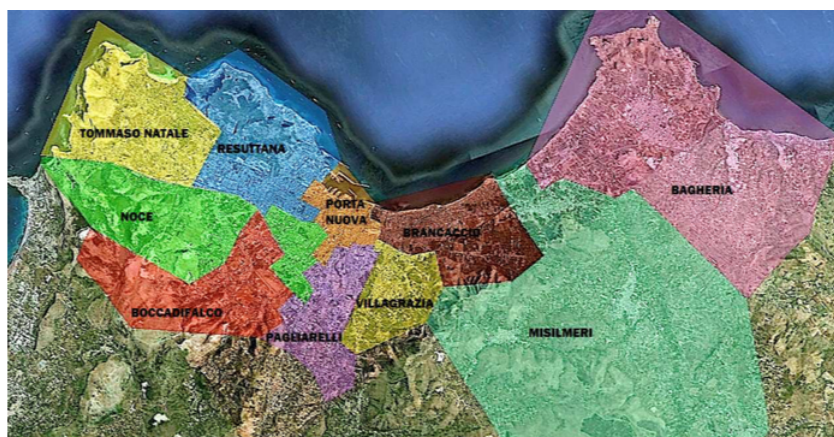 TOMMASO NATALE
RESUTTANA
NOCE
PORTA
NUOVA
BRANCACCIO
BAGHERIA
BOCCADIFALCO
VILLAGRAZIA
PAGLIARELLI
MISILMERI